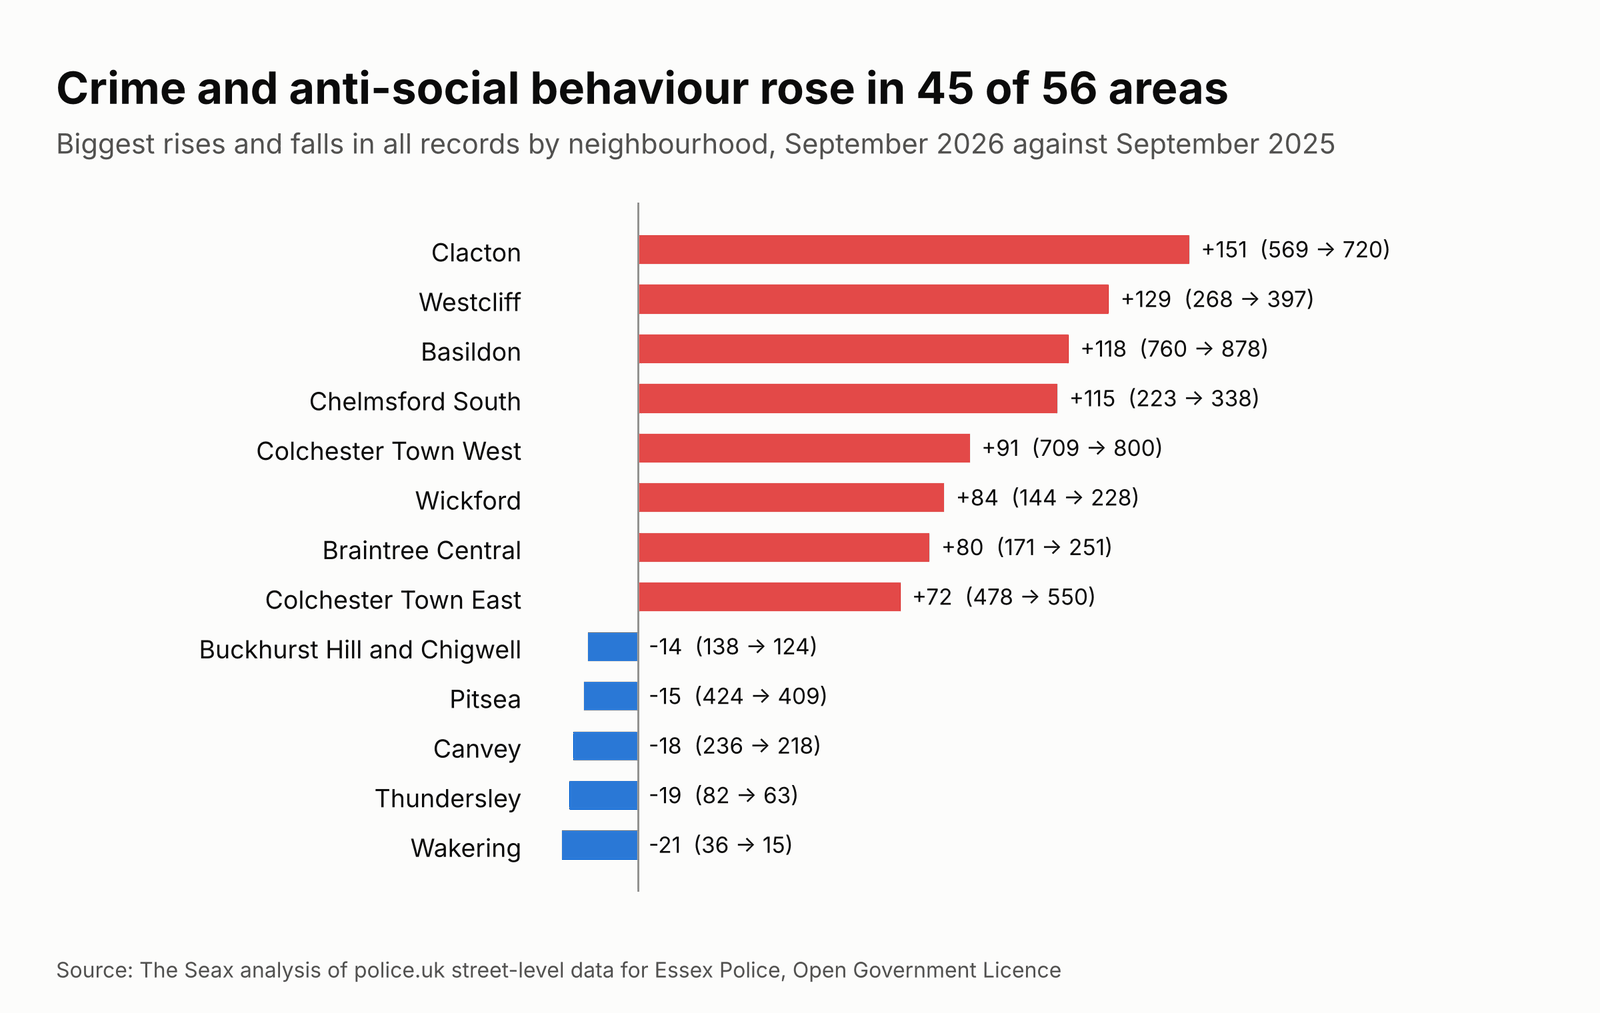 Crime and anti-social behaviour rose in 45 of 56 areas
Biggest rises and falls in all records by neighbourhood, September 2026 against September 2025
Clacton +151 (569 → 720)
Westcliff +129 (268 → 397)
Basildon +118 (760 → 878)
Chelmsford South +115 (223 → 338)
Colchester Town West +91 (709 → 800)
Wickford +84 (144 → 228)
Braintree Central +80 (171 → 251)
Colchester Town East +72 (478 → 550)
Buckhurst Hill and Chigwell -14 (138 → 124)
Pitsea -15 (424 → 409)
Canvey -18 (236 → 218)
Thundersley -19 (82 → 63)
Wakering -21 (36 → 15)
Source: The Seax analysis of police.uk street-level data for Essex Police, Open Government Licence